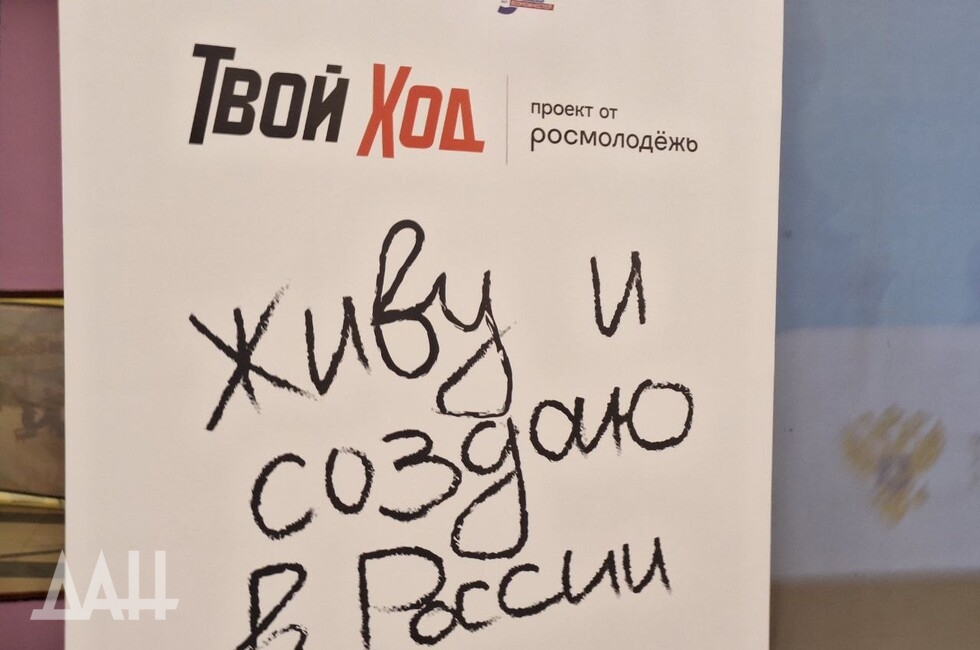 ТВОЙ ХОД
проект от
росмолодёжь
живу и
создаю
в России
ДАН